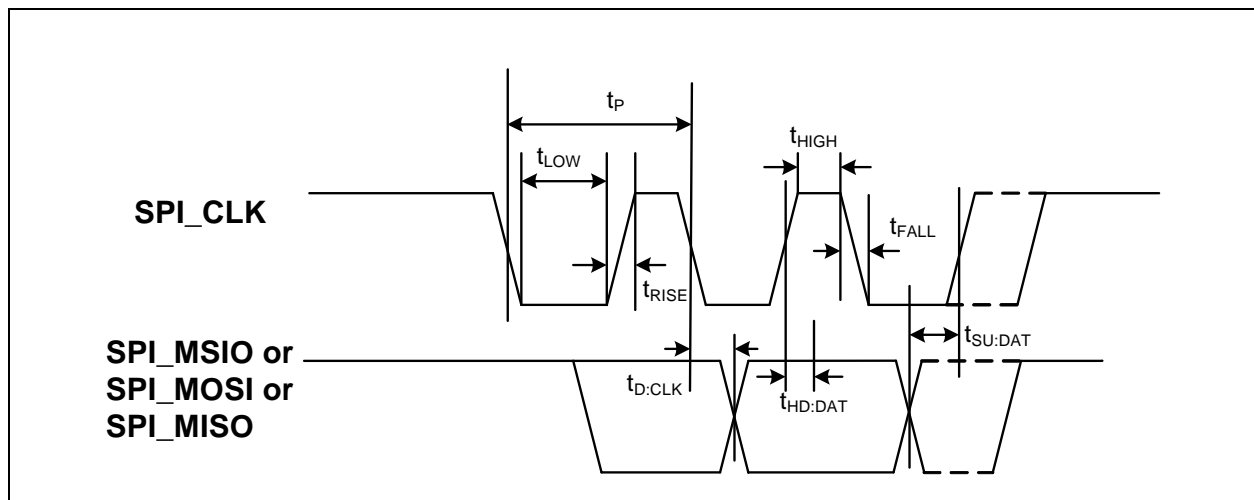 tP
tHIGH
tLOW
SPI_CLK
tFALL
tRISE
tSU:DAT
SPI_MSIO or
SPI_MOSI or
SPI_MISO
tD:CLK
tHD:DAT